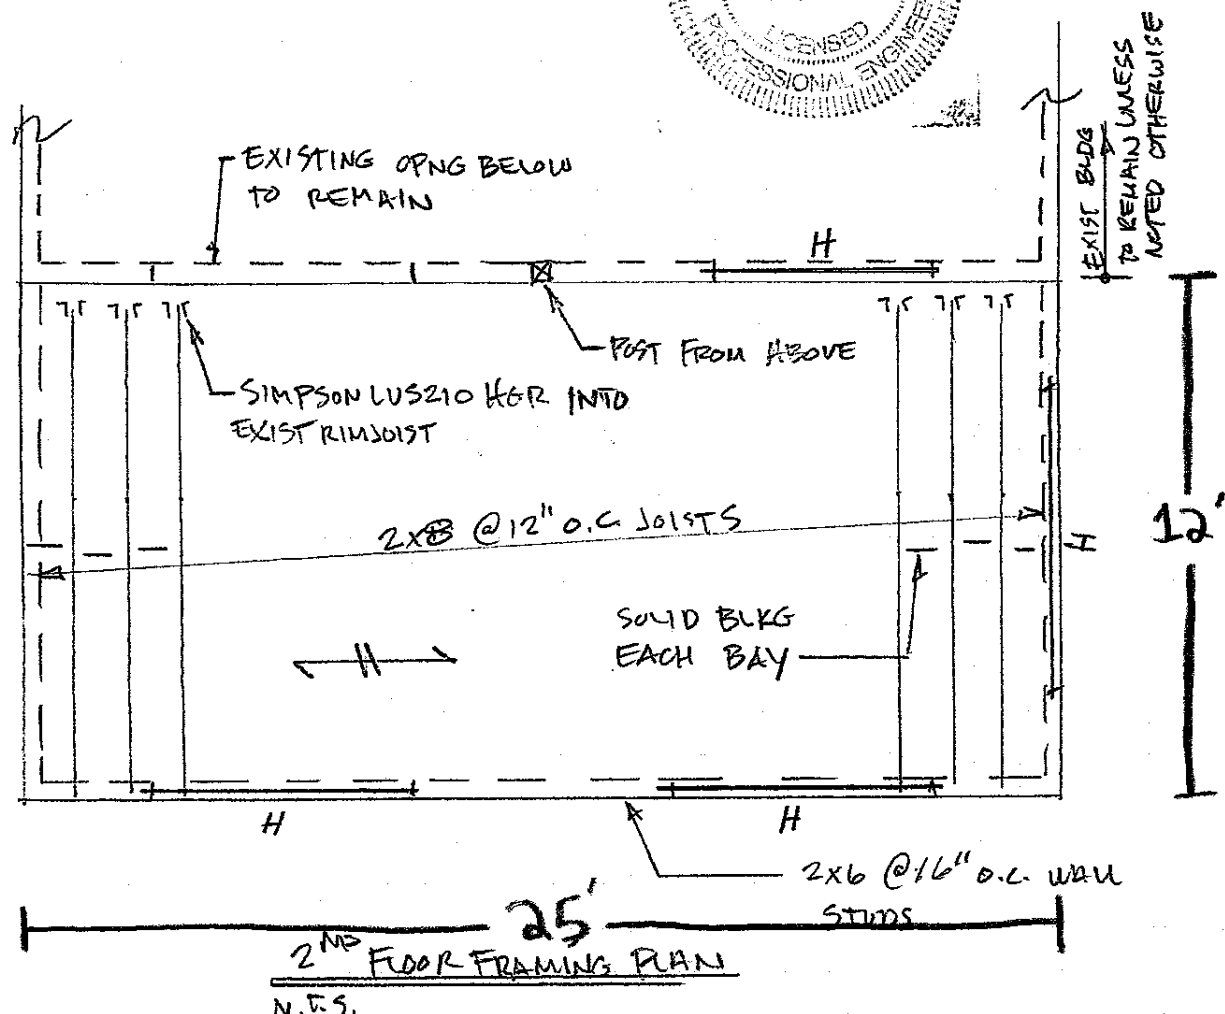 LICENSED
PROFESSIONAL ENGINEER
EXIST BLDG
TO REMAIN UNLESS
NOTED OTHERWISE
EXISTING OPNG BELOW
TO REMAIN
H
POST FROM ABOVE
SIMPSON LUS210 HGR INTO
EXIST RIMJOIST
2x8 @12" O.C. JOISTS
H
12'
SOLID BLKG
EACH BAY
H
H
2x6 @16" O.C. WALL
STUDS
25'
2ND FLOOR FRAMING PLAN
N.T.S.